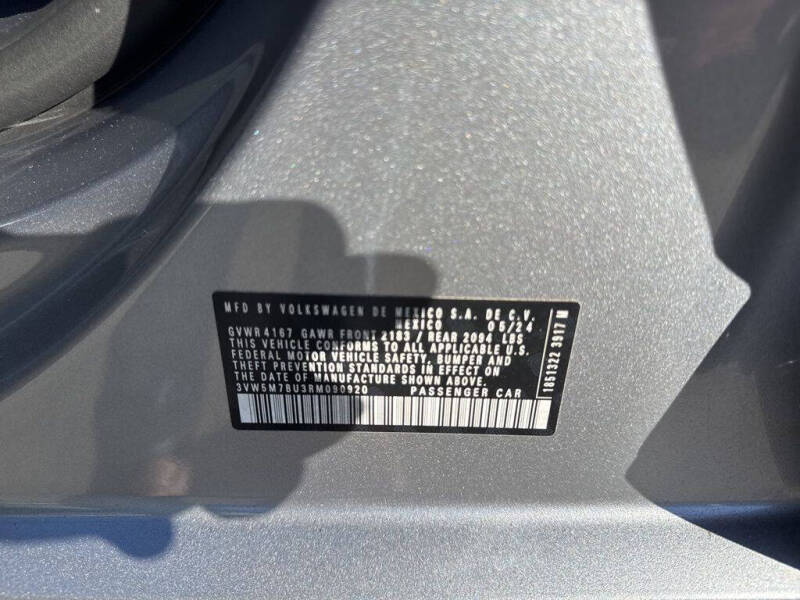 MFD BY VOLKSWAGEN DE MEXICO S.A. DE C.V.
MEXICO 05/24
GVWR 4167 GAWR FRONT 2183 / REAR 2094 LBS
THIS VEHICLE CONFORMS TO ALL APPLICABLE U.S.
FEDERAL MOTOR VEHICLE SAFETY, BUMPER AND
THEFT PREVENTION STANDARDS IN EFFECT ON
THE DATE OF MANUFACTURE SHOWN ABOVE.
3VW5M7BU3RM090920 PASSENGER CAR
1851322 3917 M